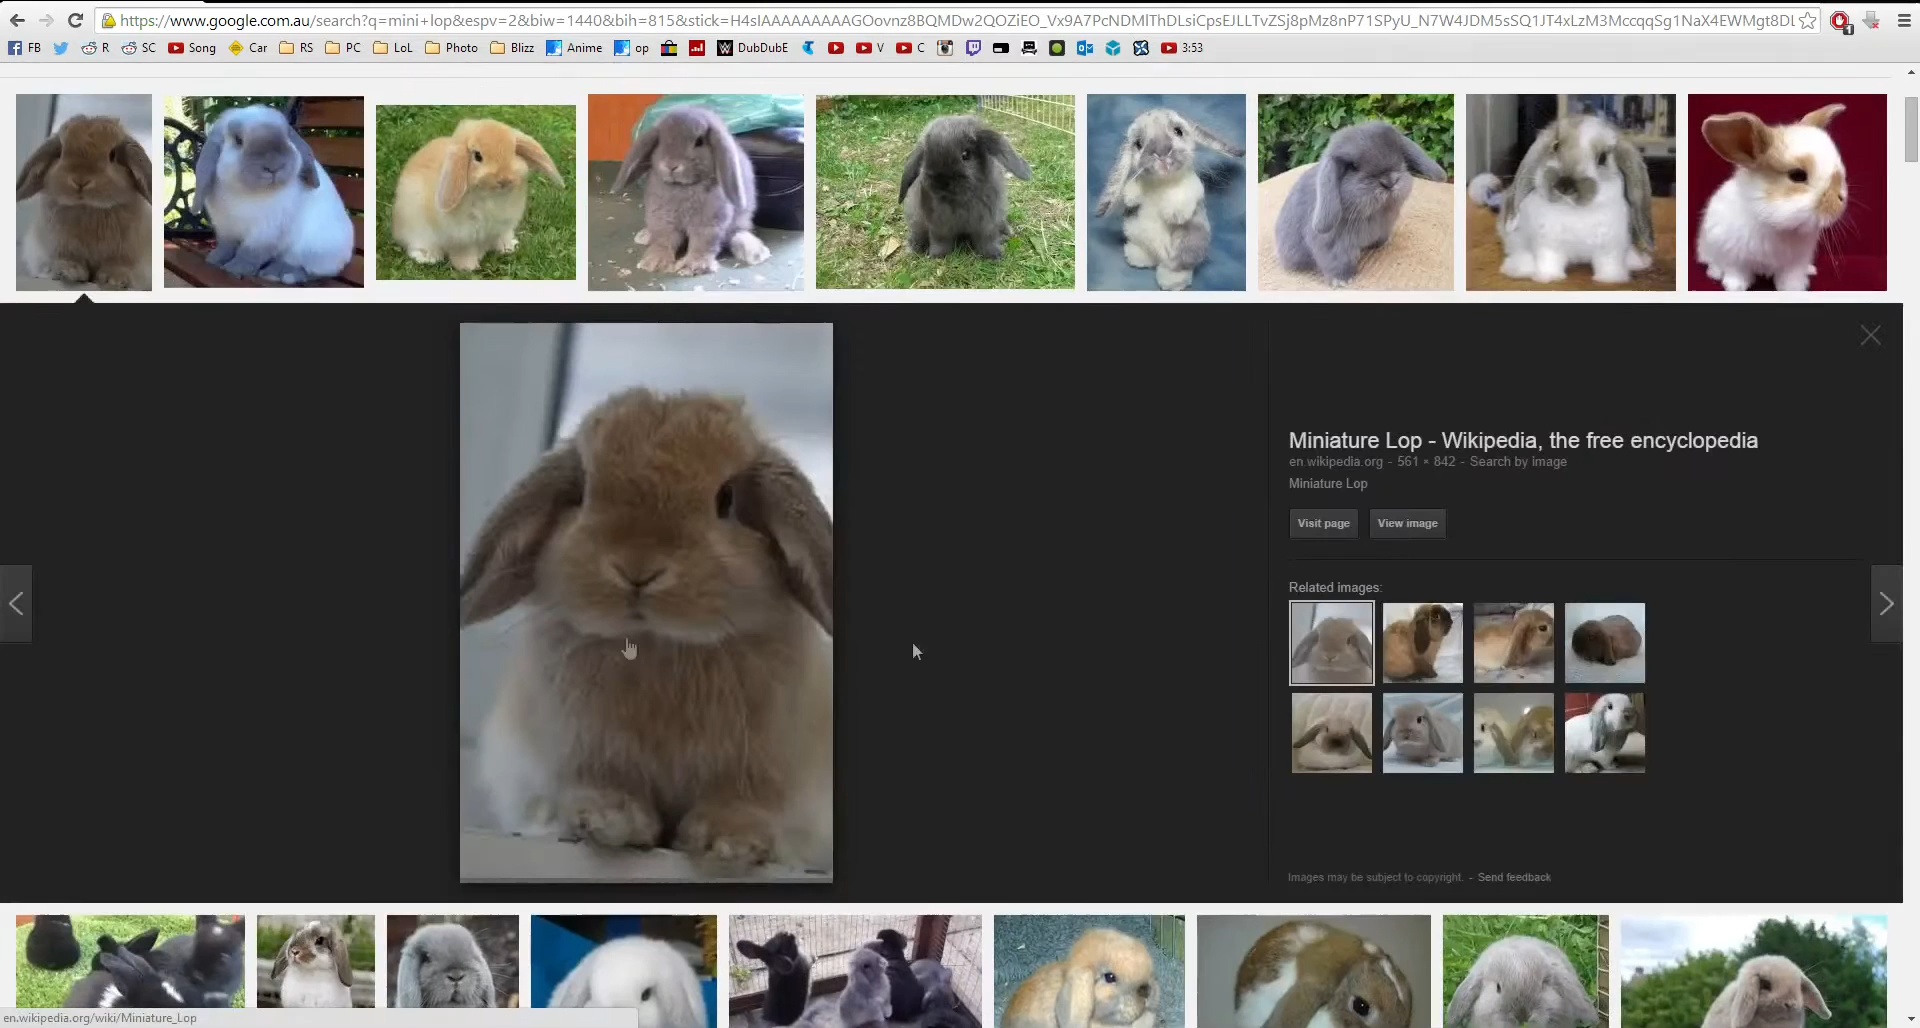 https://www.google.com.au/search?q=mini+lop&espv=2&biw=1440&bih=815&stick=H4sIAAAAAAAAAGOovnz8BQMDw2QOZiEO_Vx9A7PcNDMlThDLsiCpsEJLLTvZSj8pMz8nP71SPyU_N7W4JDM5sSQ1JT4xLzM3MccqqSg1NaX4EWMgt8DL
1
FB
R
SC
Song
Car
RS
PC
LoL
Photo
Blizz
Anime
op
DubDubE
V
C
3:53
Miniature Lop - Wikipedia, the free encyclopedia
en.wikipedia.org - 561 × 842 - Search by image
Miniature Lop
Visit page
View image
Related images:
Images may be subject to copyright. - Send feedback
en.wikipedia.org/wiki/Miniature_Lop